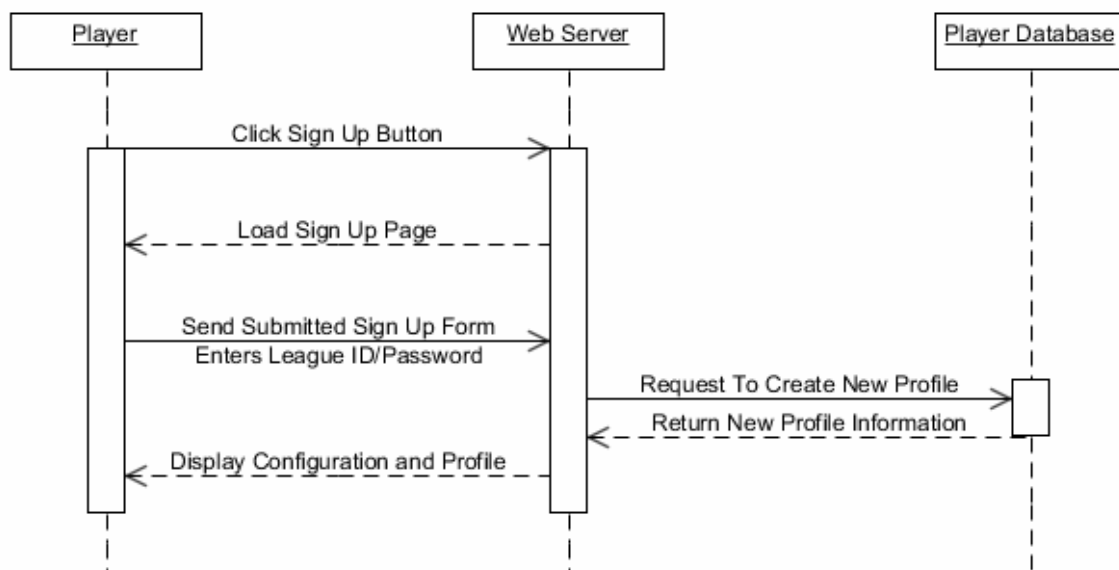 Player
Web Server
Player Database
Click Sign Up Button
Load Sign Up Page
Send Submitted Sign Up Form
Enters League ID/Password
Request To Create New Profile
Return New Profile Information
Display Configuration and Profile